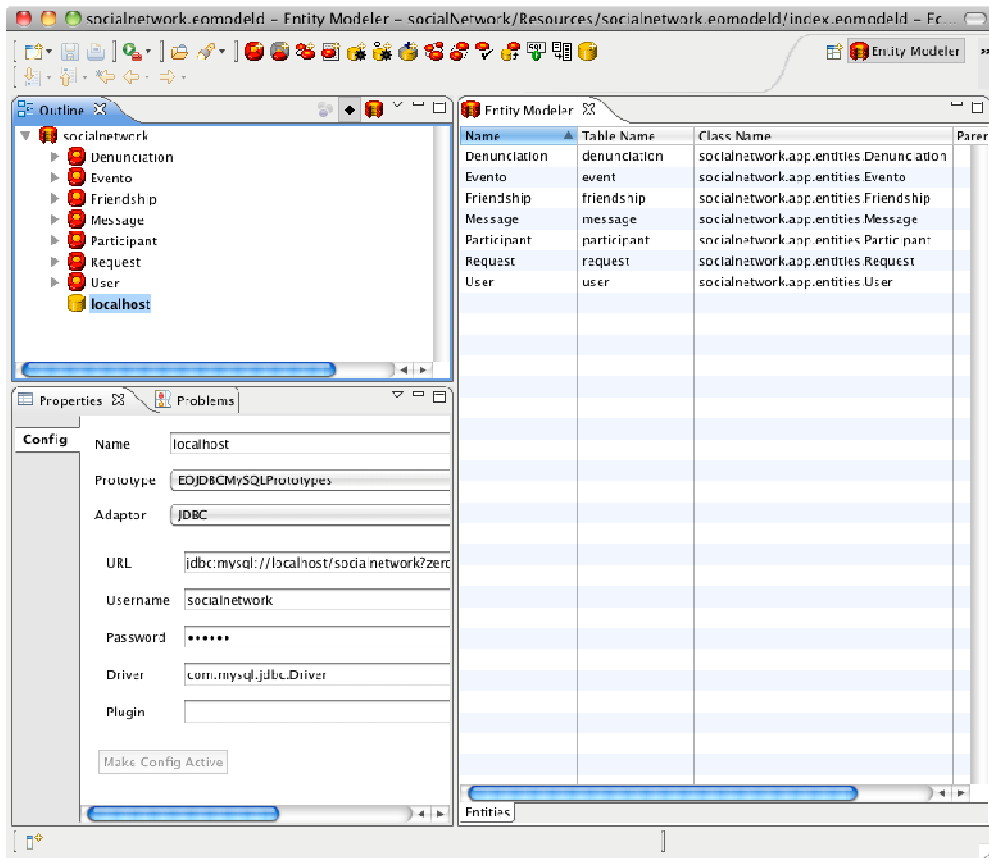 socialnetwork.eomodeld – Entity Modeler – socialNetwork/Resources/socialnetwork.eomodeld/index.eomodeld – Ec...
Entity Modeler
Outline
socialnetwork
Denunciation
Evento
Friendship
Message
Participant
Request
User
localhost
Entity Modeler
Name Table Name Class Name Paren
Denunciation denunciation socialnetwork.app.entities.Denunciation
Evento event socialnetwork.app.entities.Evento
Friendship friendship socialnetwork.app.entities.Friendship
Message message socialnetwork.app.entities.Message
Participant participant socialnetwork.app.entities.Participant
Request request socialnetwork.app.entities.Request
User user socialnetwork.app.entities.User
Entities
Properties Problems
Config
Name localhost
Prototype EOJDBCMySQLPrototypes
Adaptor JDBC
URL jdbc:mysql://localhost/socialnetwork?zero
Username socialnetwork
Password ••••••
Driver com.mysql.jdbc.Driver
Plugin
Make Config Active